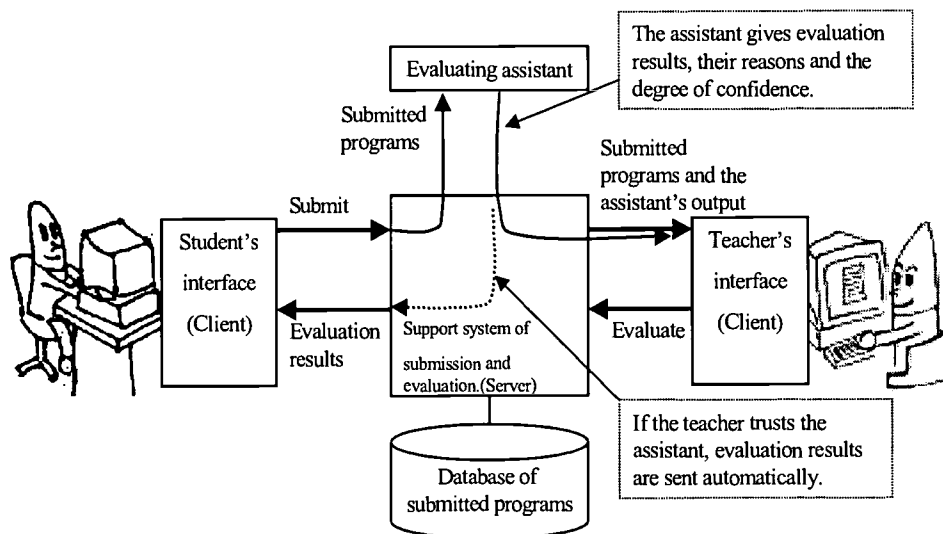 Evaluating assistant
The assistant gives evaluation
results, their reasons and the
degree of confidence.
Submitted
programs
Submitted
programs and the
assistant's output
Submit
Student's
interface
(Client)
Teacher's
interface
(Client)
Evaluation
results
Support system of
submission and
evaluation.(Server)
Evaluate
Database of
submitted programs
If the teacher trusts the
assistant, evaluation results
are sent automatically.